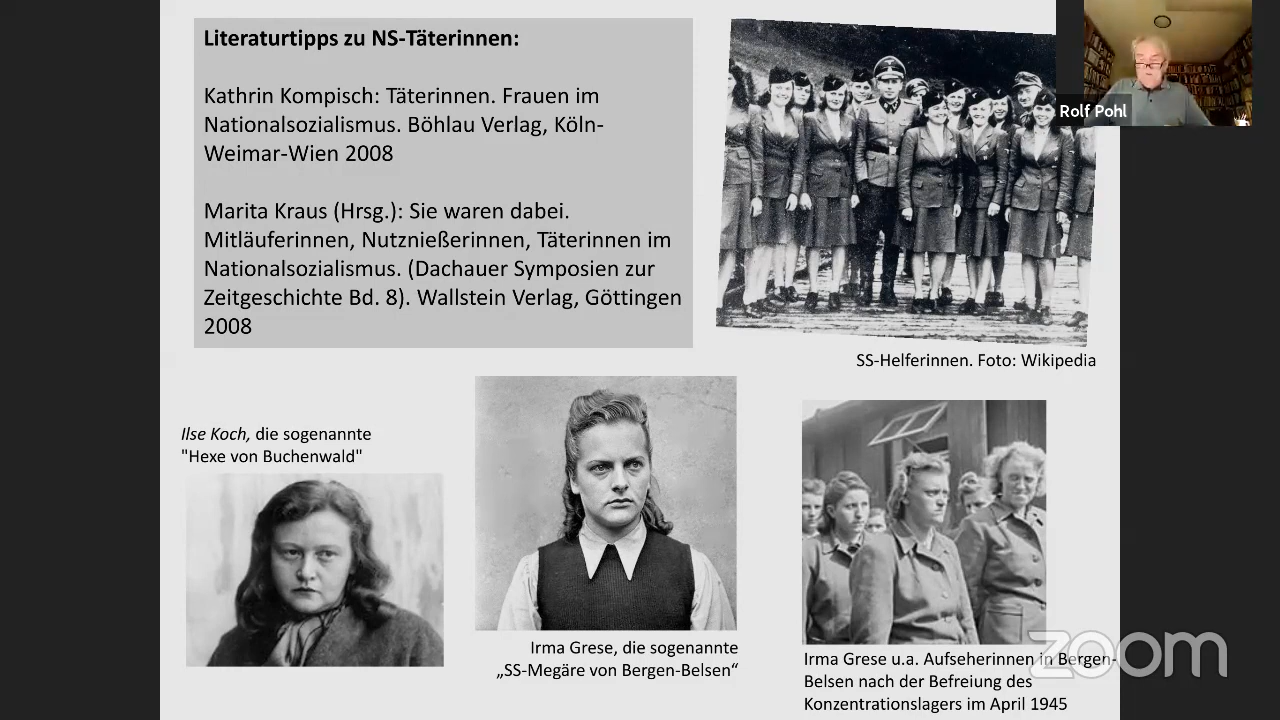 Literaturtipps zu NS-Täterinnen:
Kathrin Kompisch: Täterinnen. Frauen im
Nationalsozialismus. Böhlau Verlag, Köln-
Weimar-Wien 2008
Marita Kraus (Hrsg.): Sie waren dabei.
Mitläuferinnen, Nutznießerinnen, Täterinnen im
Nationalsozialismus. (Dachauer Symposien zur
Zeitgeschichte Bd. 8). Wallstein Verlag, Göttingen
2008
Rolf Pohl
SS-Helferinnen. Foto: Wikipedia
Ilse Koch, die sogenannte
"Hexe von Buchenwald"
Irma Grese, die sogenannte
„SS-Megäre von Bergen-Belsen“
Irma Grese u.a. Aufseherinnen in Bergen-
Belsen nach der Befreiung des
Konzentrationslagers im April 1945
zoom